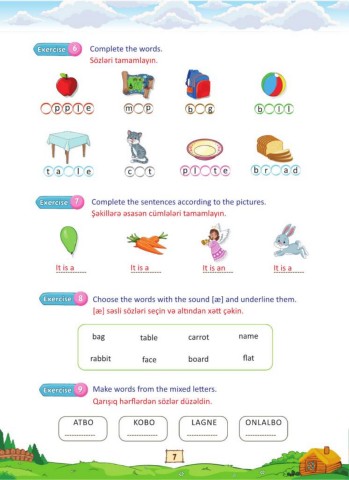 Exercise 6 Complete the words.
Sözləri tamamlayın.
pple m p b g b ll
ta le c t pl te br ad
Exercise 7 Complete the sentences according to the pictures.
Şəkillərə əsasən cümlələri tamamlayın.
It is a ........ It is a ........ It is an ........ It is a ........
Exercise 8 Choose the words with the sound [æ] and underline them.
[æ] səsli sözləri seçin və altından xətt çəkin.
bag table carrot name
rabbit face board flat
Exercise 9 Make words from the mixed letters.
Qarışıq hərflərdən sözlər düzəldin.
ATBO KOBO LAGNE ONLALBO
................ ................ ................ ................
7